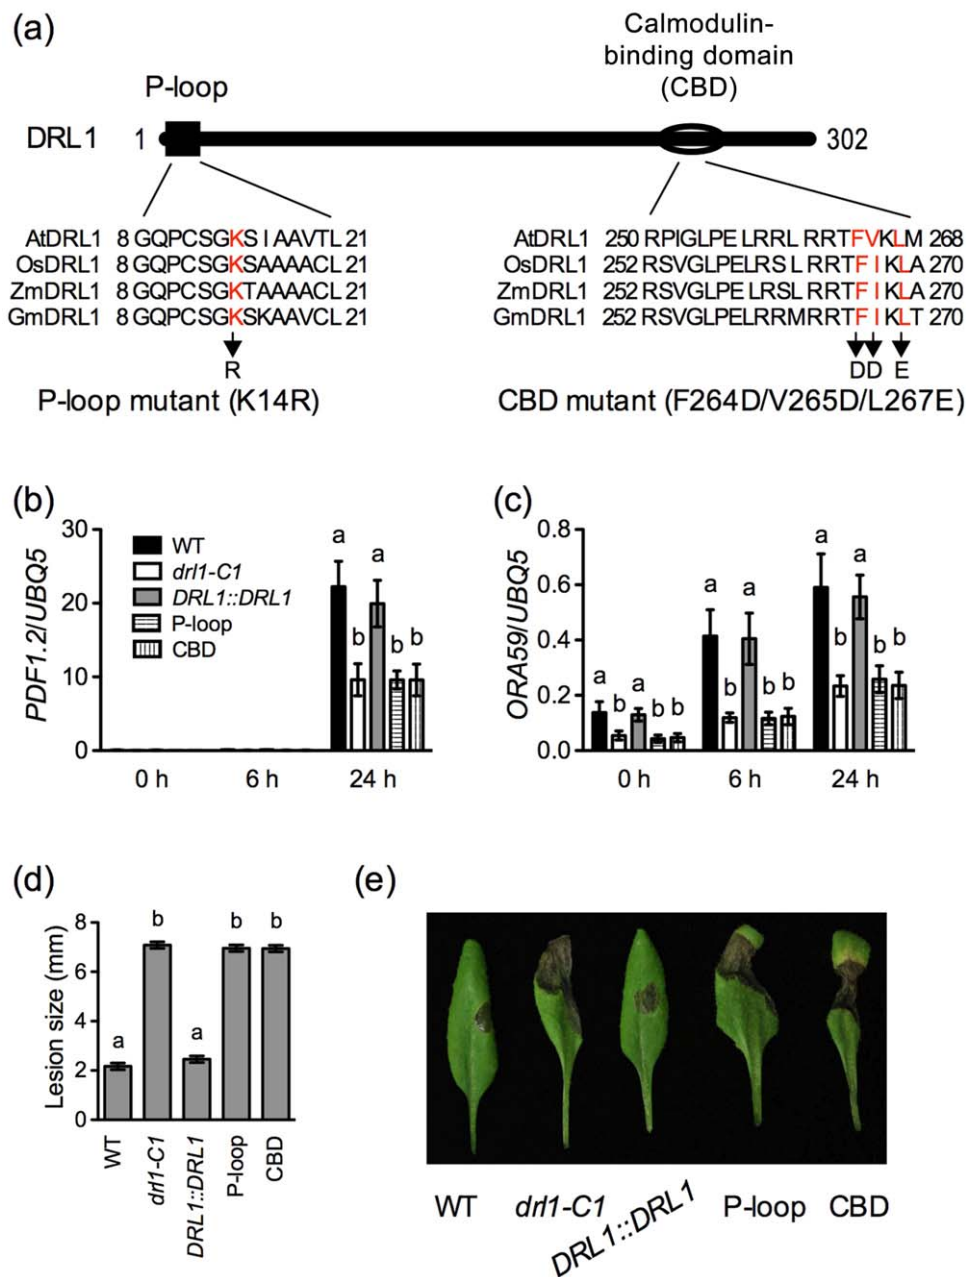 (a)
Calmodulin-
binding domain
(CBD)
P-loop
DRL1 1 302
AtDRL1 8 GQPCSGKSIAAVTL 21 AtDRL1 250 RPIGLPELRRLRRTFVKLM 268
OsDRL1 8 GQPCSGKSAAAACL 21 OsDRL1 252 RSVGLPELRSLRRTFIKLA 270
ZmDRL1 8 GQPCSGKTAAAACL 21 ZmDRL1 252 RSVGLPELRSLRRTFIKLA 270
GmDRL1 8 GQPCSGKSKAAVCL 21 GmDRL1 252 RSVGLPELRRMRRTFIKLT 270
R DD E
P-loop mutant (K14R) CBD mutant (F264D/V265D/L267E)
(b)
PDF1.2/UBQ5
30
20
10
0
WT
drl1-C1
DRL1::DRL1
P-loop
CBD
a b a b b
0 h 6 h 24 h
(c)
ORA59/UBQ5
0.8
0.6
0.4
0.2
0.0
a b a b b
a b a b b
a b a b b
0 h 6 h 24 h
(d)
Lesion size (mm)
8
6
4
2
0
a b a b b
WT drl1-C1 DRL1::DRL1 P-loop CBD
(e)
WT drl1-C1 DRL1::DRL1 P-loop CBD